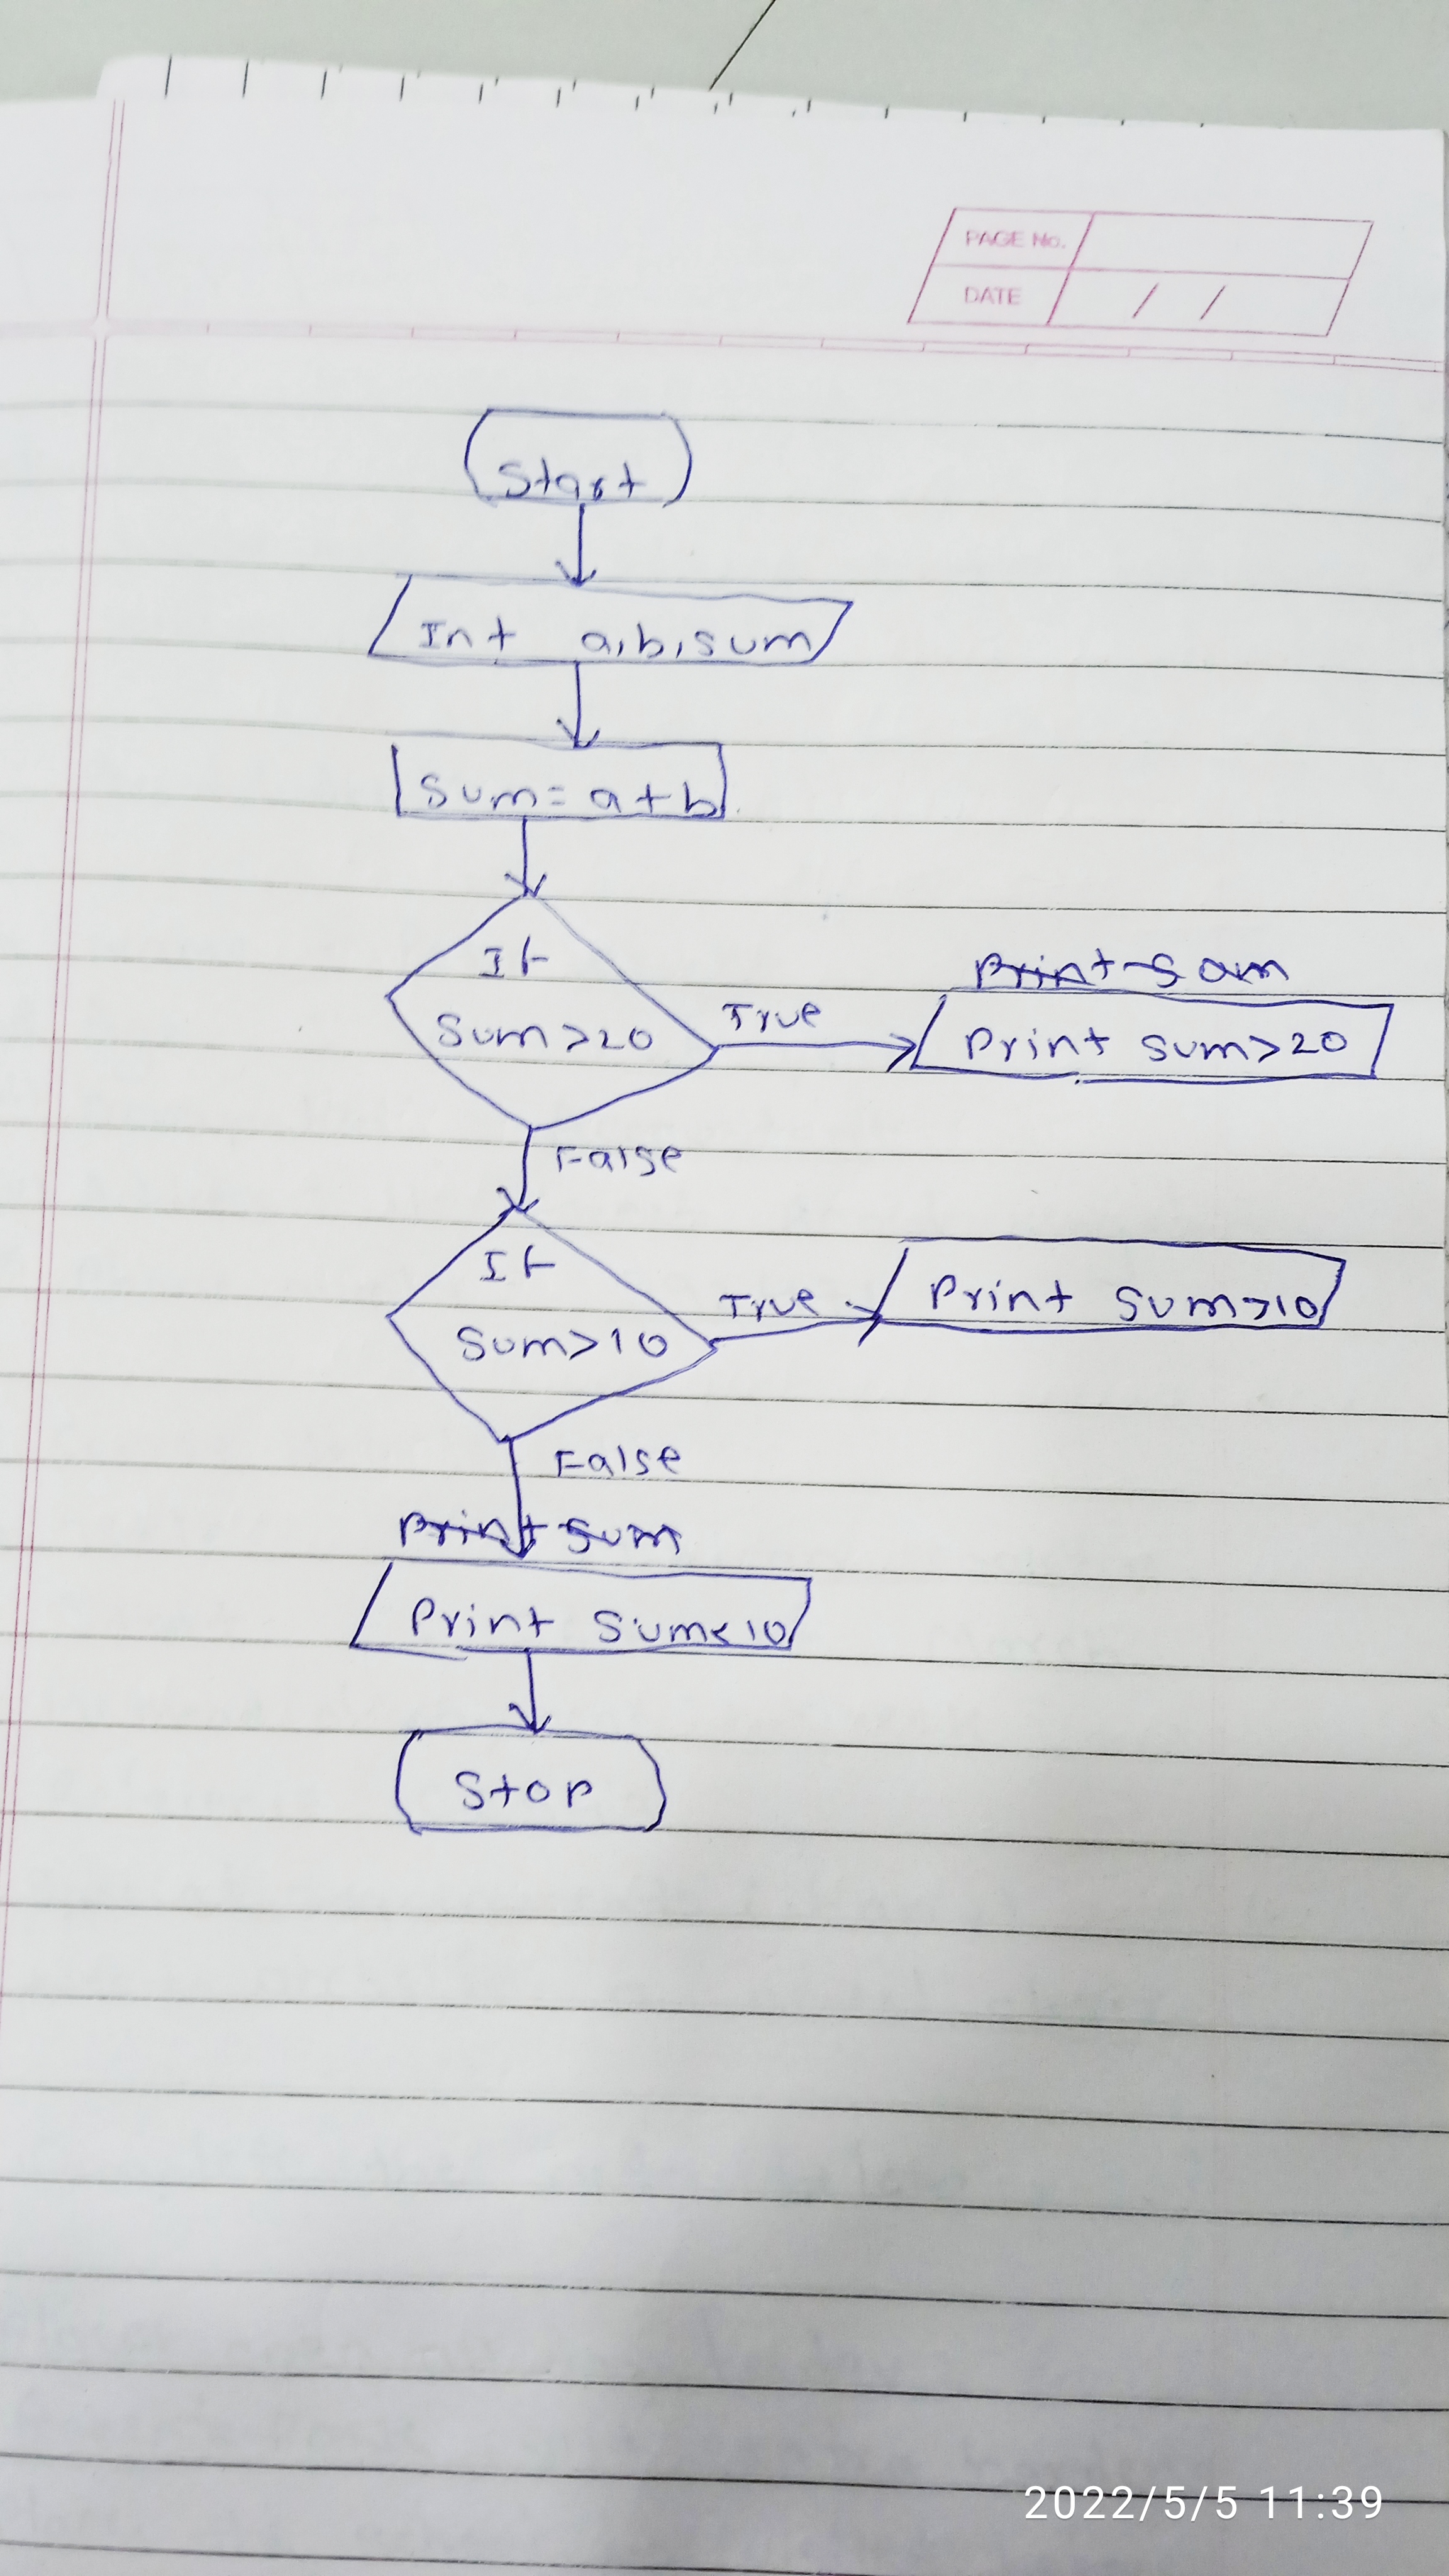 PAGE No.
DATE / /
Start
Int a,b,sum
Sum= a+b
If
Sum>20
True
Print Sum
Print sum>20
False
If
Sum>10
True
Print Sum>10
False
Print Sum
Print Sum<10
Stop
2022/5/5 11:39